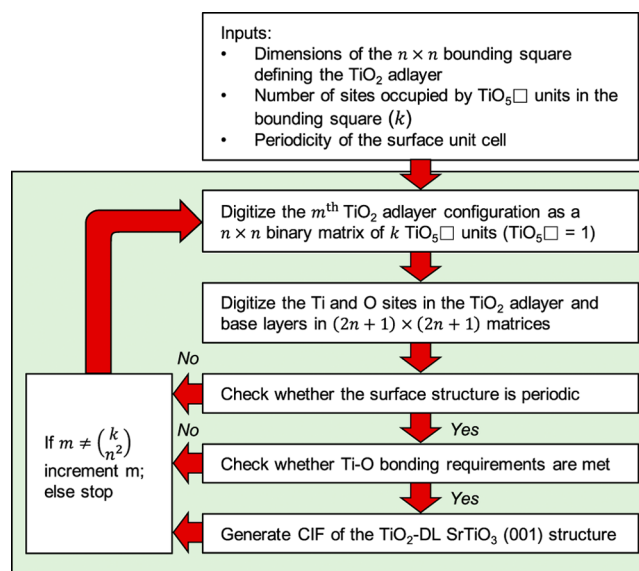 Inputs:
• Dimensions of the n × n bounding square
defining the TiO₂ adlayer
• Number of sites occupied by TiO₅□ units in the
bounding square (k)
• Periodicity of the surface unit cell
Digitize the mᵗʰ TiO₂ adlayer configuration as a
n × n binary matrix of k TiO₅□ units (TiO₅□ = 1)
Digitize the Ti and O sites in the TiO₂ adlayer and
base layers in (2n + 1) × (2n + 1) matrices
No
Check whether the surface structure is periodic
Yes
No
Check whether Ti-O bonding requirements are met
Yes
Generate CIF of the TiO₂-DL SrTiO₃ (001) structure
If m ≠ (k
n²)
increment m;
else stop